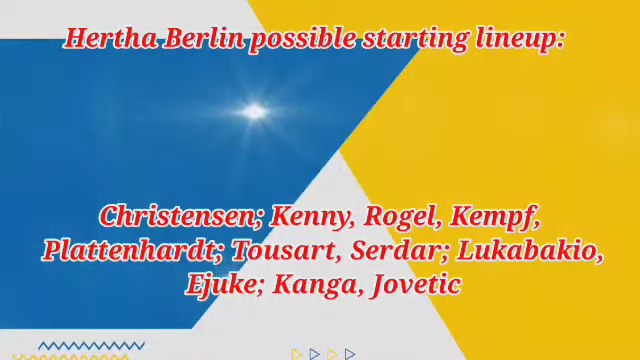 Hertha Berlin possible starting lineup:
Christensen; Kenny, Rogel, Kempf,
Plattenhardt; Tousart, Serdar; Lukabakio,
Ejuke; Kanga, Jovetic